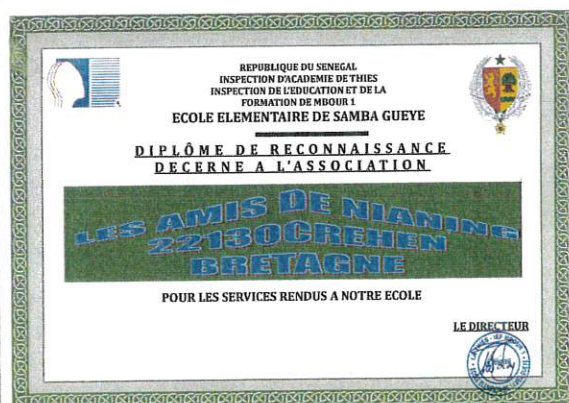 REPUBLIQUE DU SENEGAL
INSPECTION D'ACADEMIE DE THIES
INSPECTION DE L'EDUCATION ET DE LA
FORMATION DE MBOUR 1
ECOLE ELEMENTAIRE DE SAMBA GUEYE
DIPLÔME DE RECONNAISSANCE
DECERNE A L'ASSOCIATION
LES AMIS DE NIANING
22130CREHEN
BRETAGNE
POUR LES SERVICES RENDUS A NOTRE ECOLE
LE DIRECTEUR